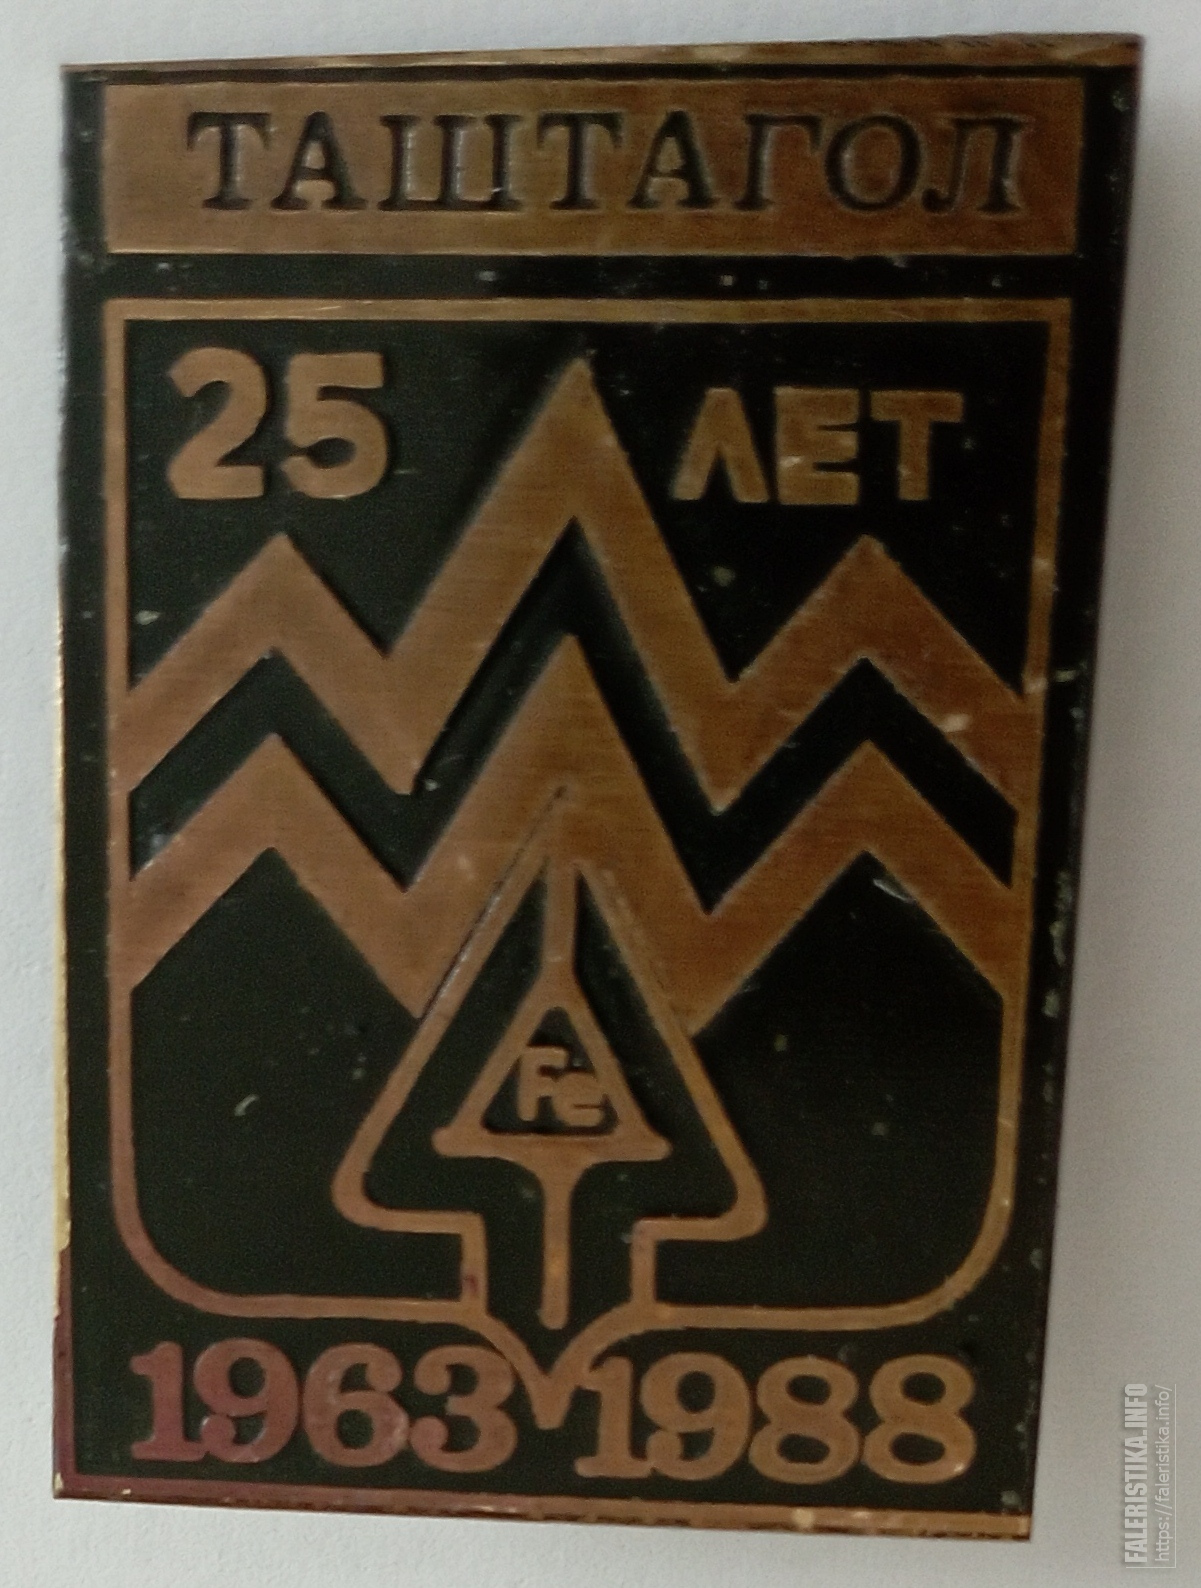 ТАШТАГОЛ
25 ЛЕТ
Fe
1963 1988
FALERISTIKA.INFO
https://faleristika.info/